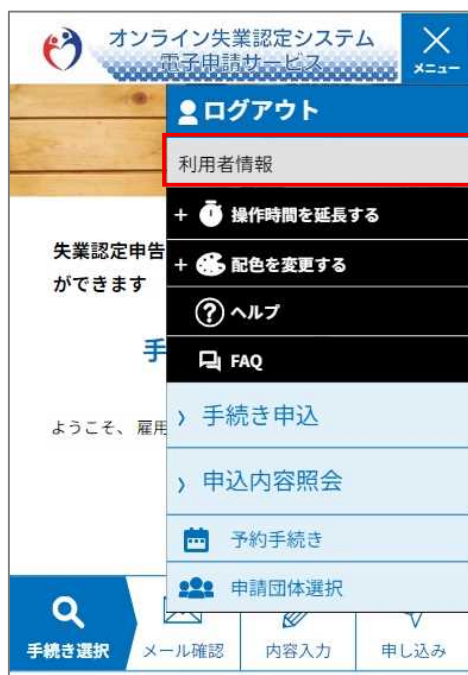 オンライン失業認定システム
電子申請サービス
メニュー
ログアウト
利用者情報
+ 操作時間を延長する
失業認定申告
+ 配色を変更する
ができます
ヘルプ
手
FAQ
ようこそ、雇用
手続き申込
申込内容照会
予約手続き
申請団体選択
手続き選択
メール確認
内容入力
申し込み